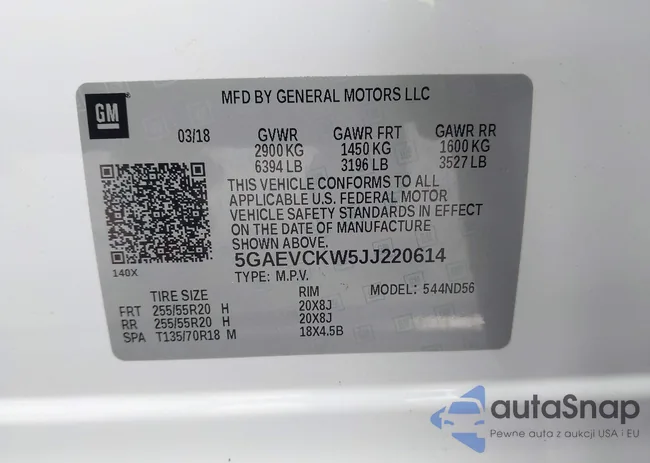 GM
MFD BY GENERAL MOTORS LLC
03/18 GVWR GAWR FRT GAWR RR
2900 KG 1450 KG 1600 KG
6394 LB 3196 LB 3527 LB
THIS VEHICLE CONFORMS TO ALL
APPLICABLE U.S. FEDERAL MOTOR
VEHICLE SAFETY STANDARDS IN EFFECT
ON THE DATE OF MANUFACTURE
SHOWN ABOVE.
5GAEVCKW5JJ220614
140X
TYPE: M.P.V. MODEL: 544ND56
TIRE SIZE RIM
FRT 255/55R20 H 20X8J
RR 255/55R20 H 20X8J
SPA T135/70R18 M 18X4.5B
autaSnap
Pewne auta z aukcji USA i EU